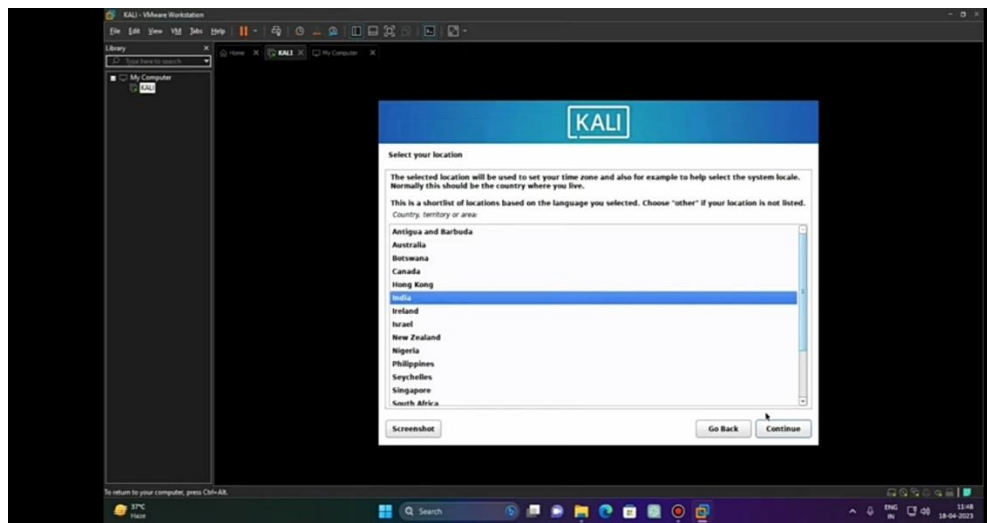 KALI - VMware Workstation
File Edit View VM Tabs Help
Library
Type here to search
Home
KALI
My Computer
My Computer
KALI
KALI
Select your location
The selected location will be used to set your time zone and also for example to help select the system locale.
Normally this should be the country where you live.
This is a shortlist of locations based on the language you selected. Choose "other" if your location is not listed.
Country, territory or area:
Antigua and Barbuda
Australia
Botswana
Canada
Hong Kong
India
Ireland
Israel
New Zealand
Nigeria
Philippines
Seychelles
Singapore
South Africa
Screenshot
Go Back
Continue
To return to your computer, press Ctrl+Alt.
37°C
Haze
Search
ENG
IN
11:48
18-04-2023